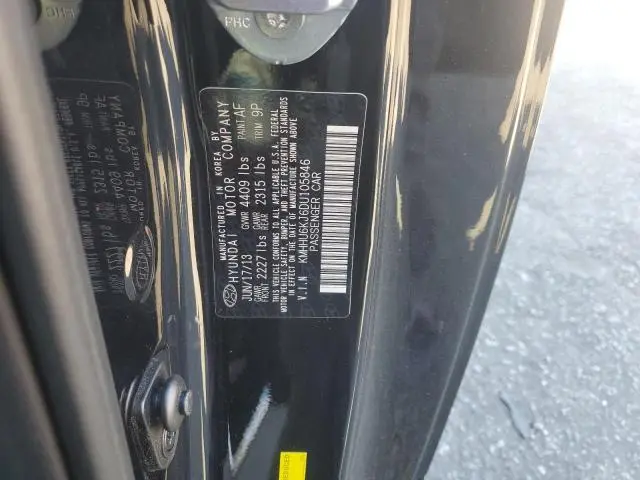 PHC
MANUFACTURED IN KOREA BY
HYUNDAI MOTOR COMPANY
JUN/17/13 GVWR 4409 lbs PAINT AF
GAWR FRONT 2227 lbs GAWR REAR 2315 lbs TRIM 9P
THIS VEHICLE CONFORMS TO ALL APPLICABLE U.S.A. FEDERAL
MOTOR VEHICLE SAFETY, BUMPER, AND THEFT PREVENTION STANDARDS
IN EFFECT ON THE DATE OF MANUFACTURE SHOWN ABOVE
V.I.N KMHHU6KJ6DU105846
PASSENGER CAR